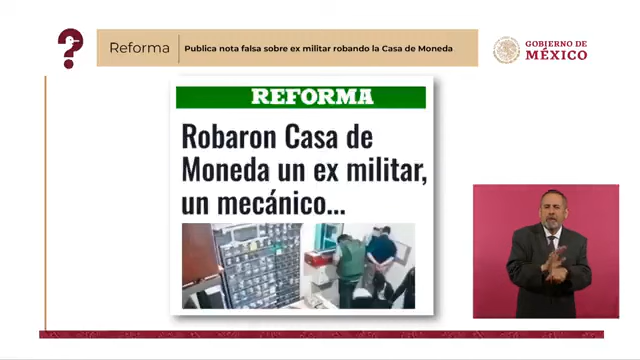 Reforma
Publica nota falsa sobre ex militar robando la Casa de Moneda
GOBIERNO DE
MÉXICO
REFORMA
Robaron Casa de
Moneda un ex militar,
un mecánico...